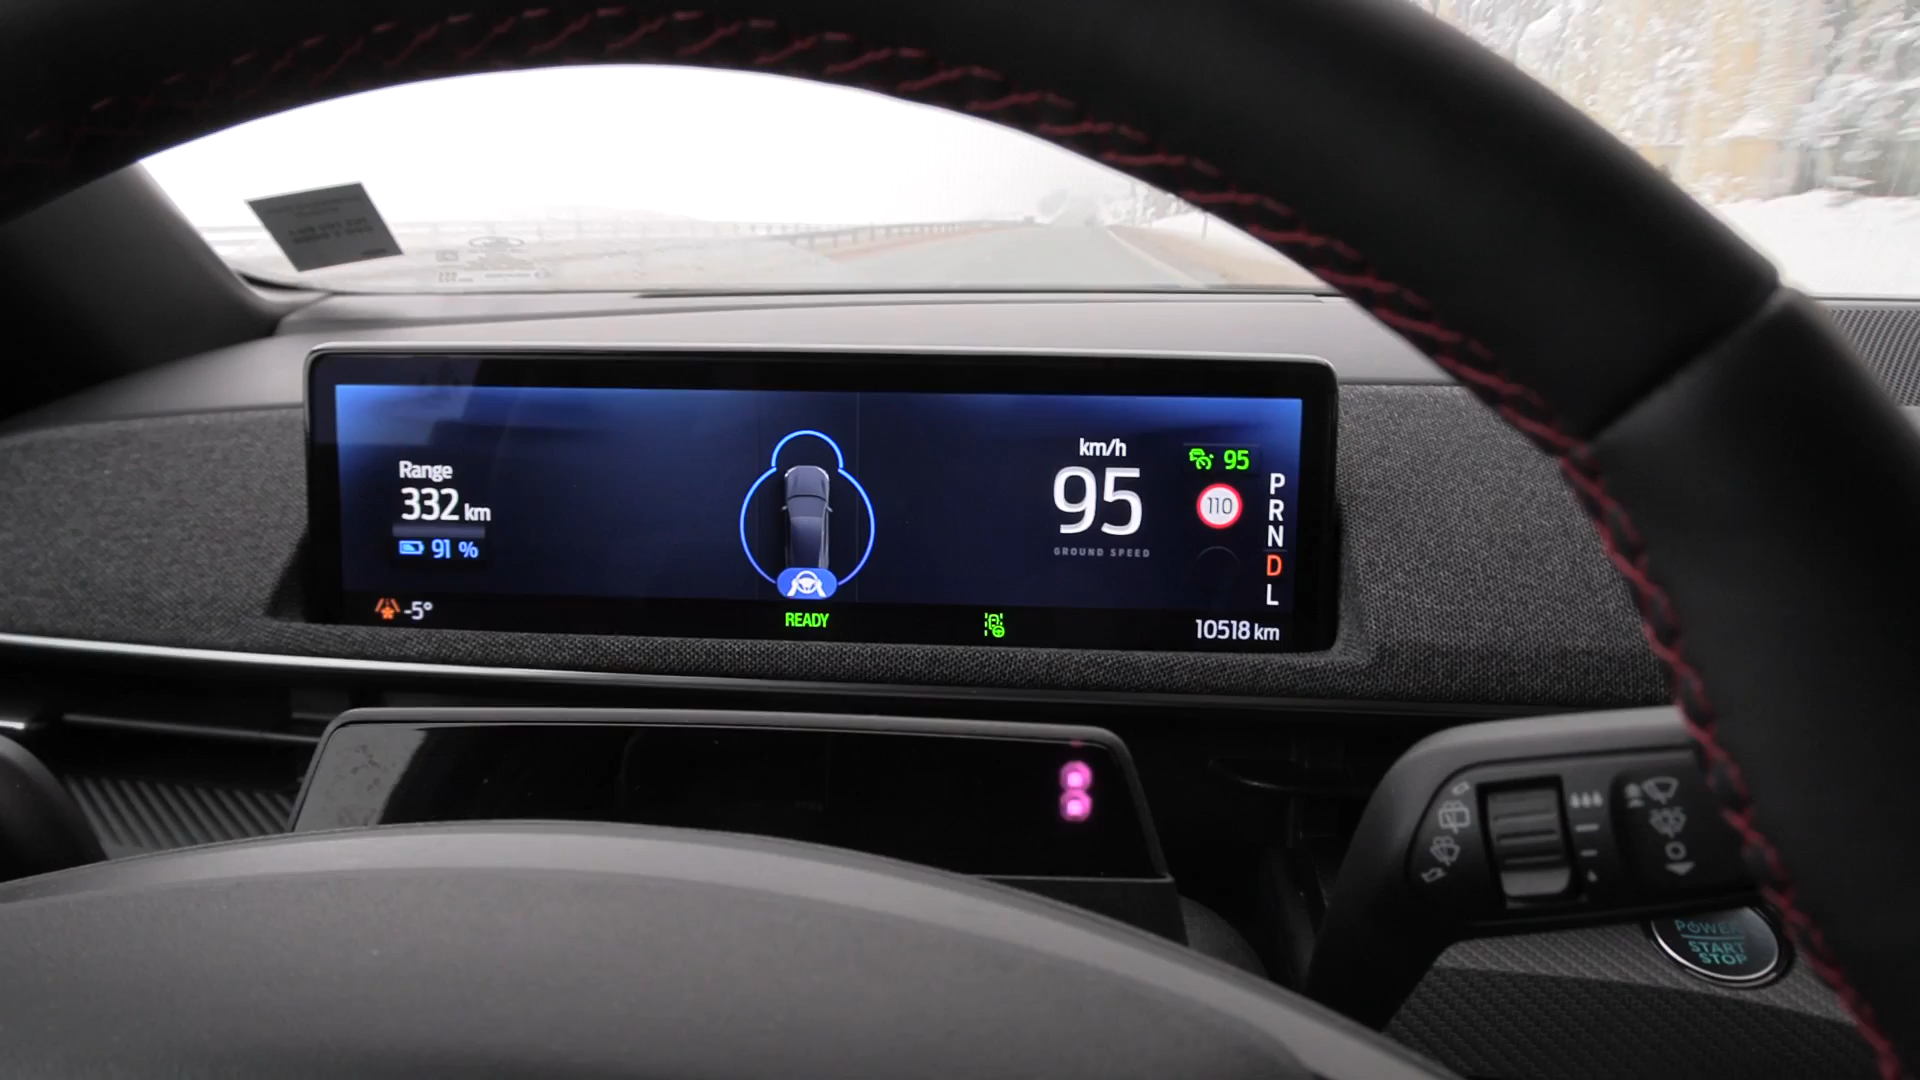 Range
332 km
91 %
-5°
READY
km/h
95
GROUND SPEED
95
110
P
R
N
D
L
10518 km
POWER
START
STOP